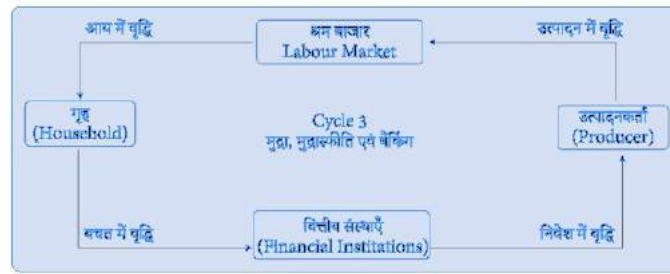 आय में वृद्धि
श्रम बाजार
Labour Market
उत्पादन में वृद्धि
गृह
(Household)
Cycle 3
मुद्रा, मुद्रास्फीति एवं बैंकिंग
उत्पादनकर्ता
(Producer)
बचत में वृद्धि
वित्तीय संस्थाएँ
(Financial Institutions)
निवेश में वृद्धि